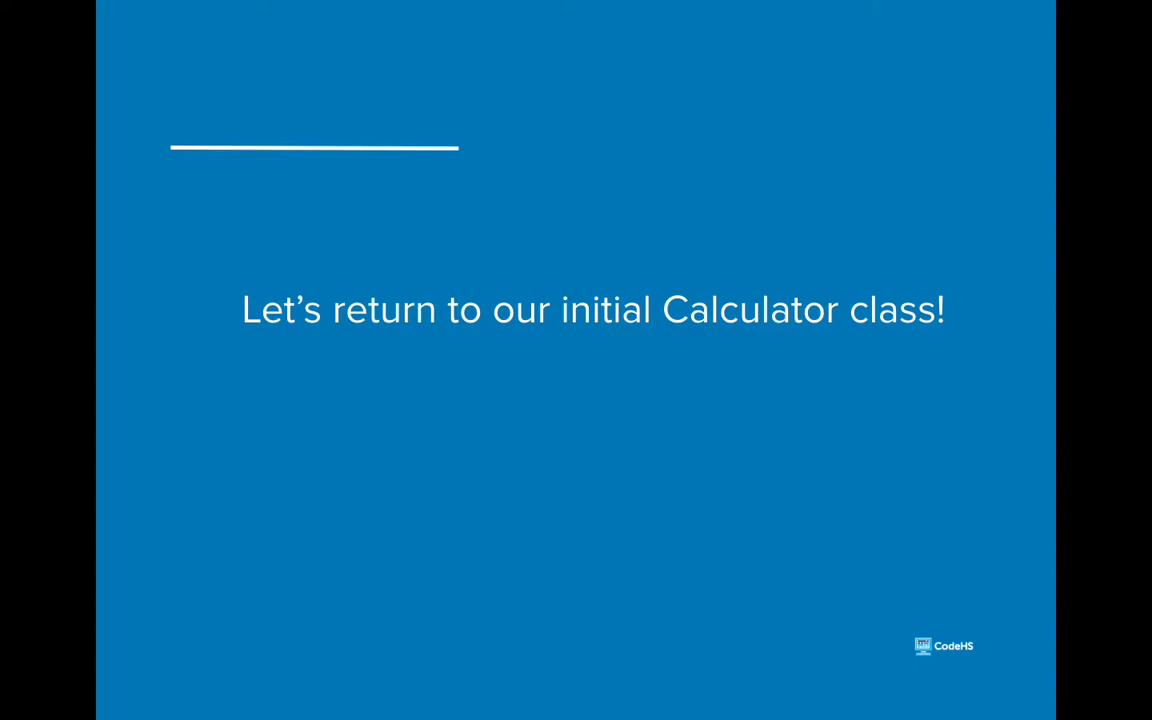 Let’s return to our initial Calculator class!
CodeHS